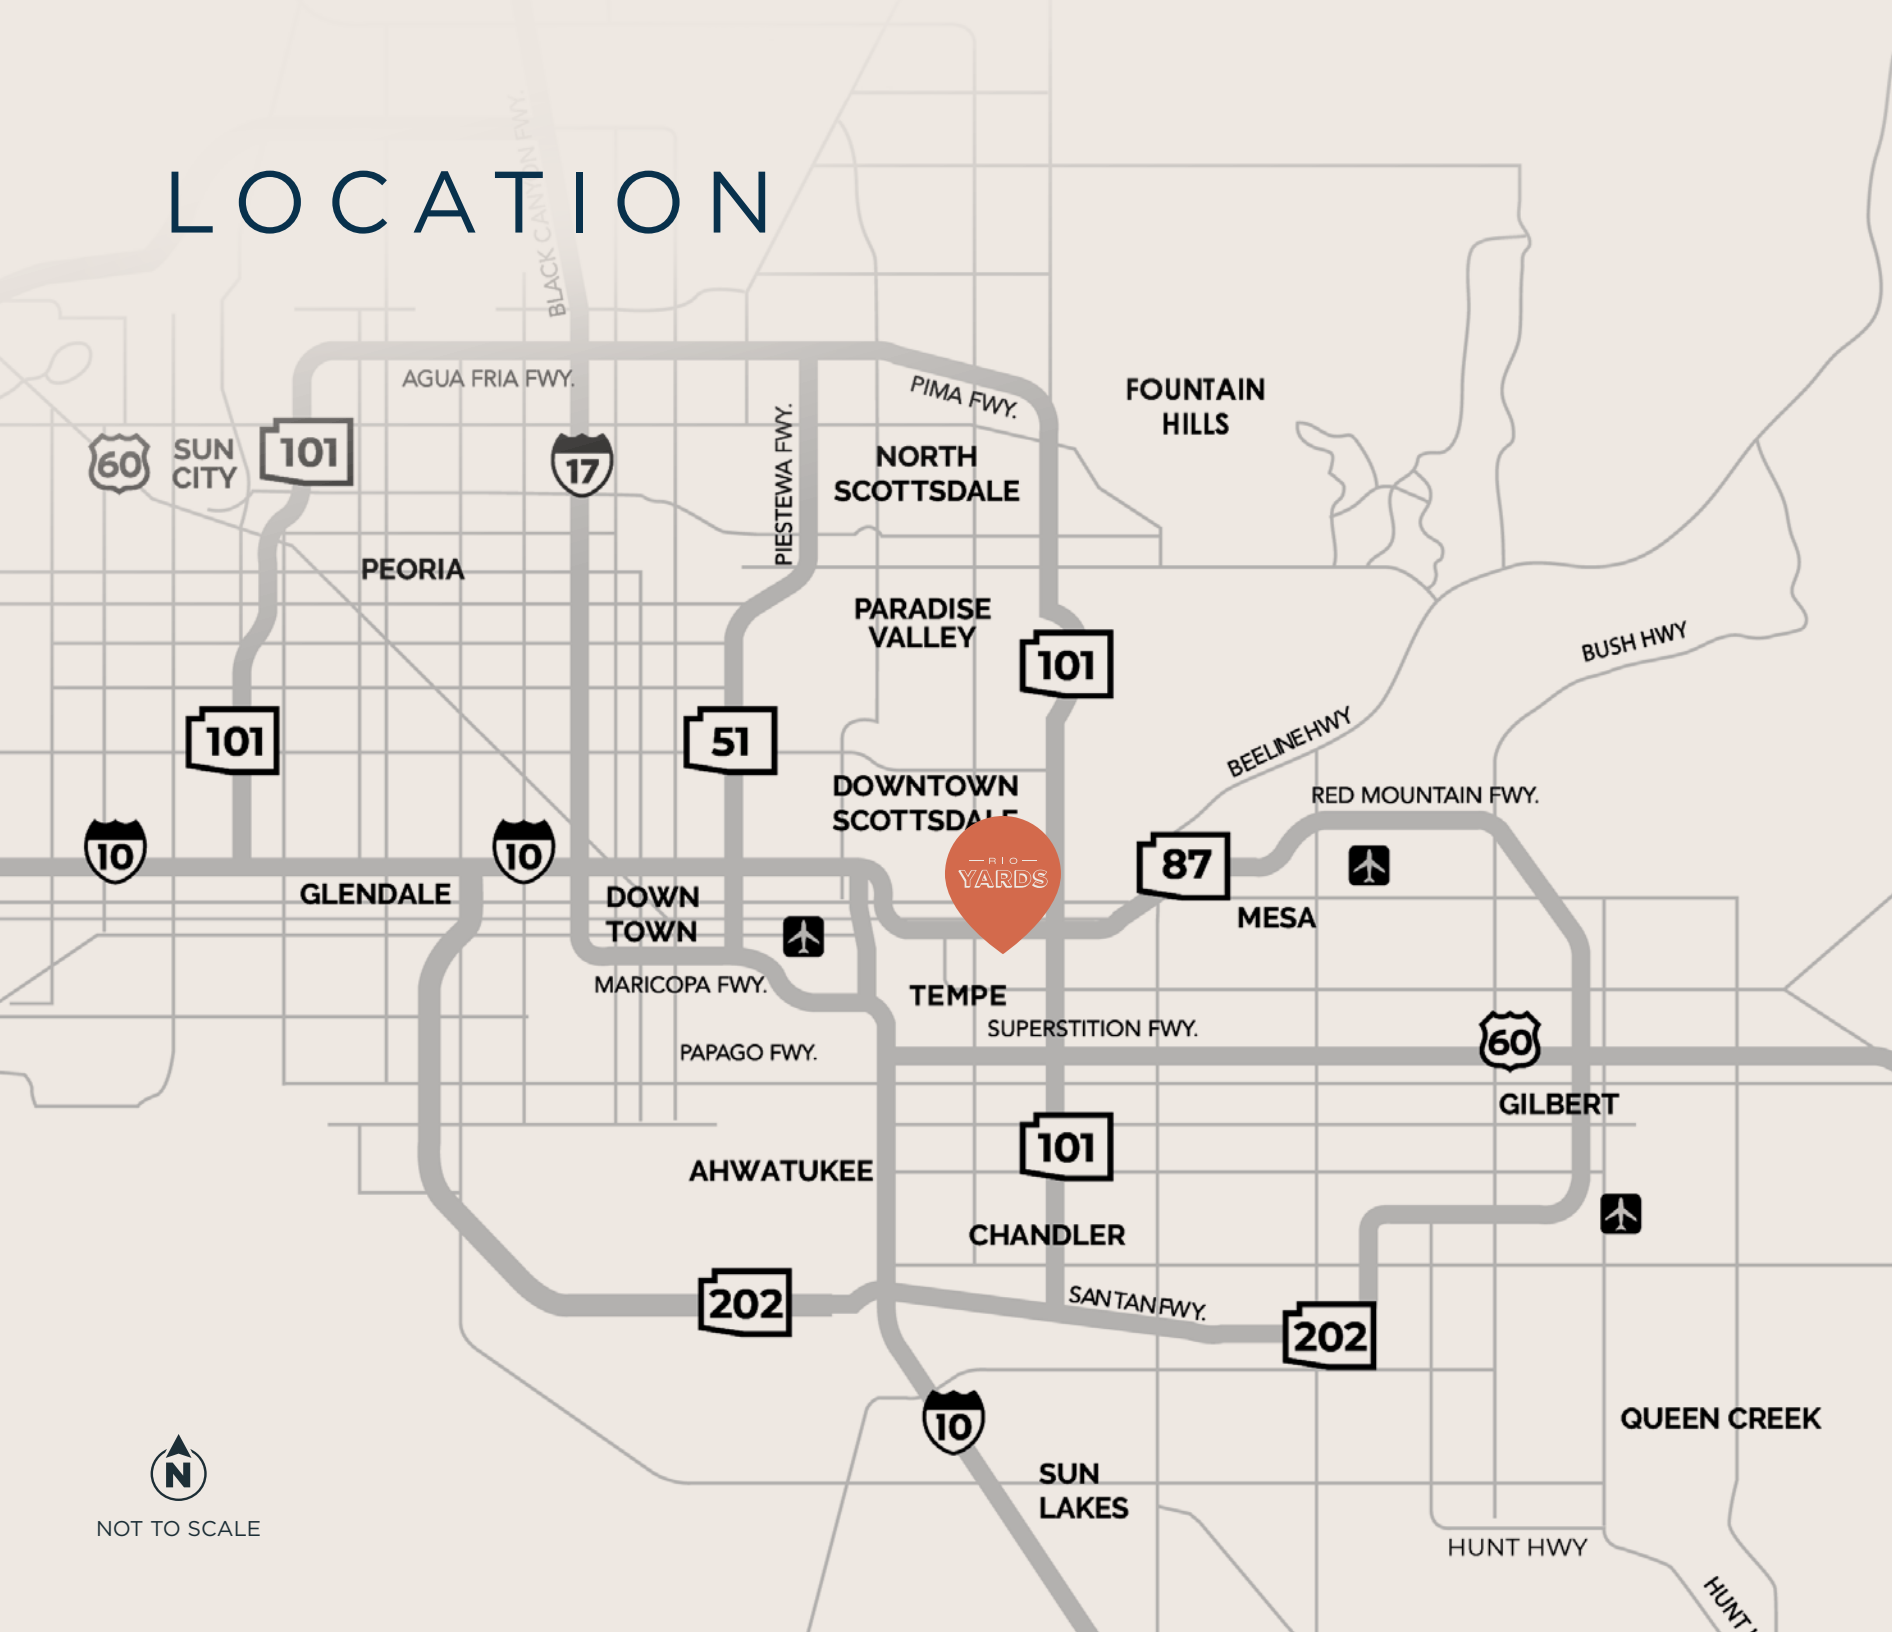 LOCATION
BLACK CANYON FWY.
AGUA FRIA FWY.
PIMA FWY.
FOUNTAIN
HILLS
60
SUN
CITY
101
17
PIESTEWA FWY.
NORTH
SCOTTSDALE
PEORIA
PARADISE
VALLEY
101
BUSH HWY
101
51
BEELINE HWY
DOWNTOWN
SCOTTSDALE
RED MOUNTAIN FWY.
10
10
RIO
YARDS
87
GLENDALE
DOWN
TOWN
MESA
MARICOPA FWY.
TEMPE
SUPERSTITION FWY.
60
PAPAGO FWY.
GILBERT
101
AHWATUKEE
CHANDLER
202
SANTAN FWY.
202
10
QUEEN CREEK
SUN
LAKES
N
NOT TO SCALE
HUNT HWY
HUNT